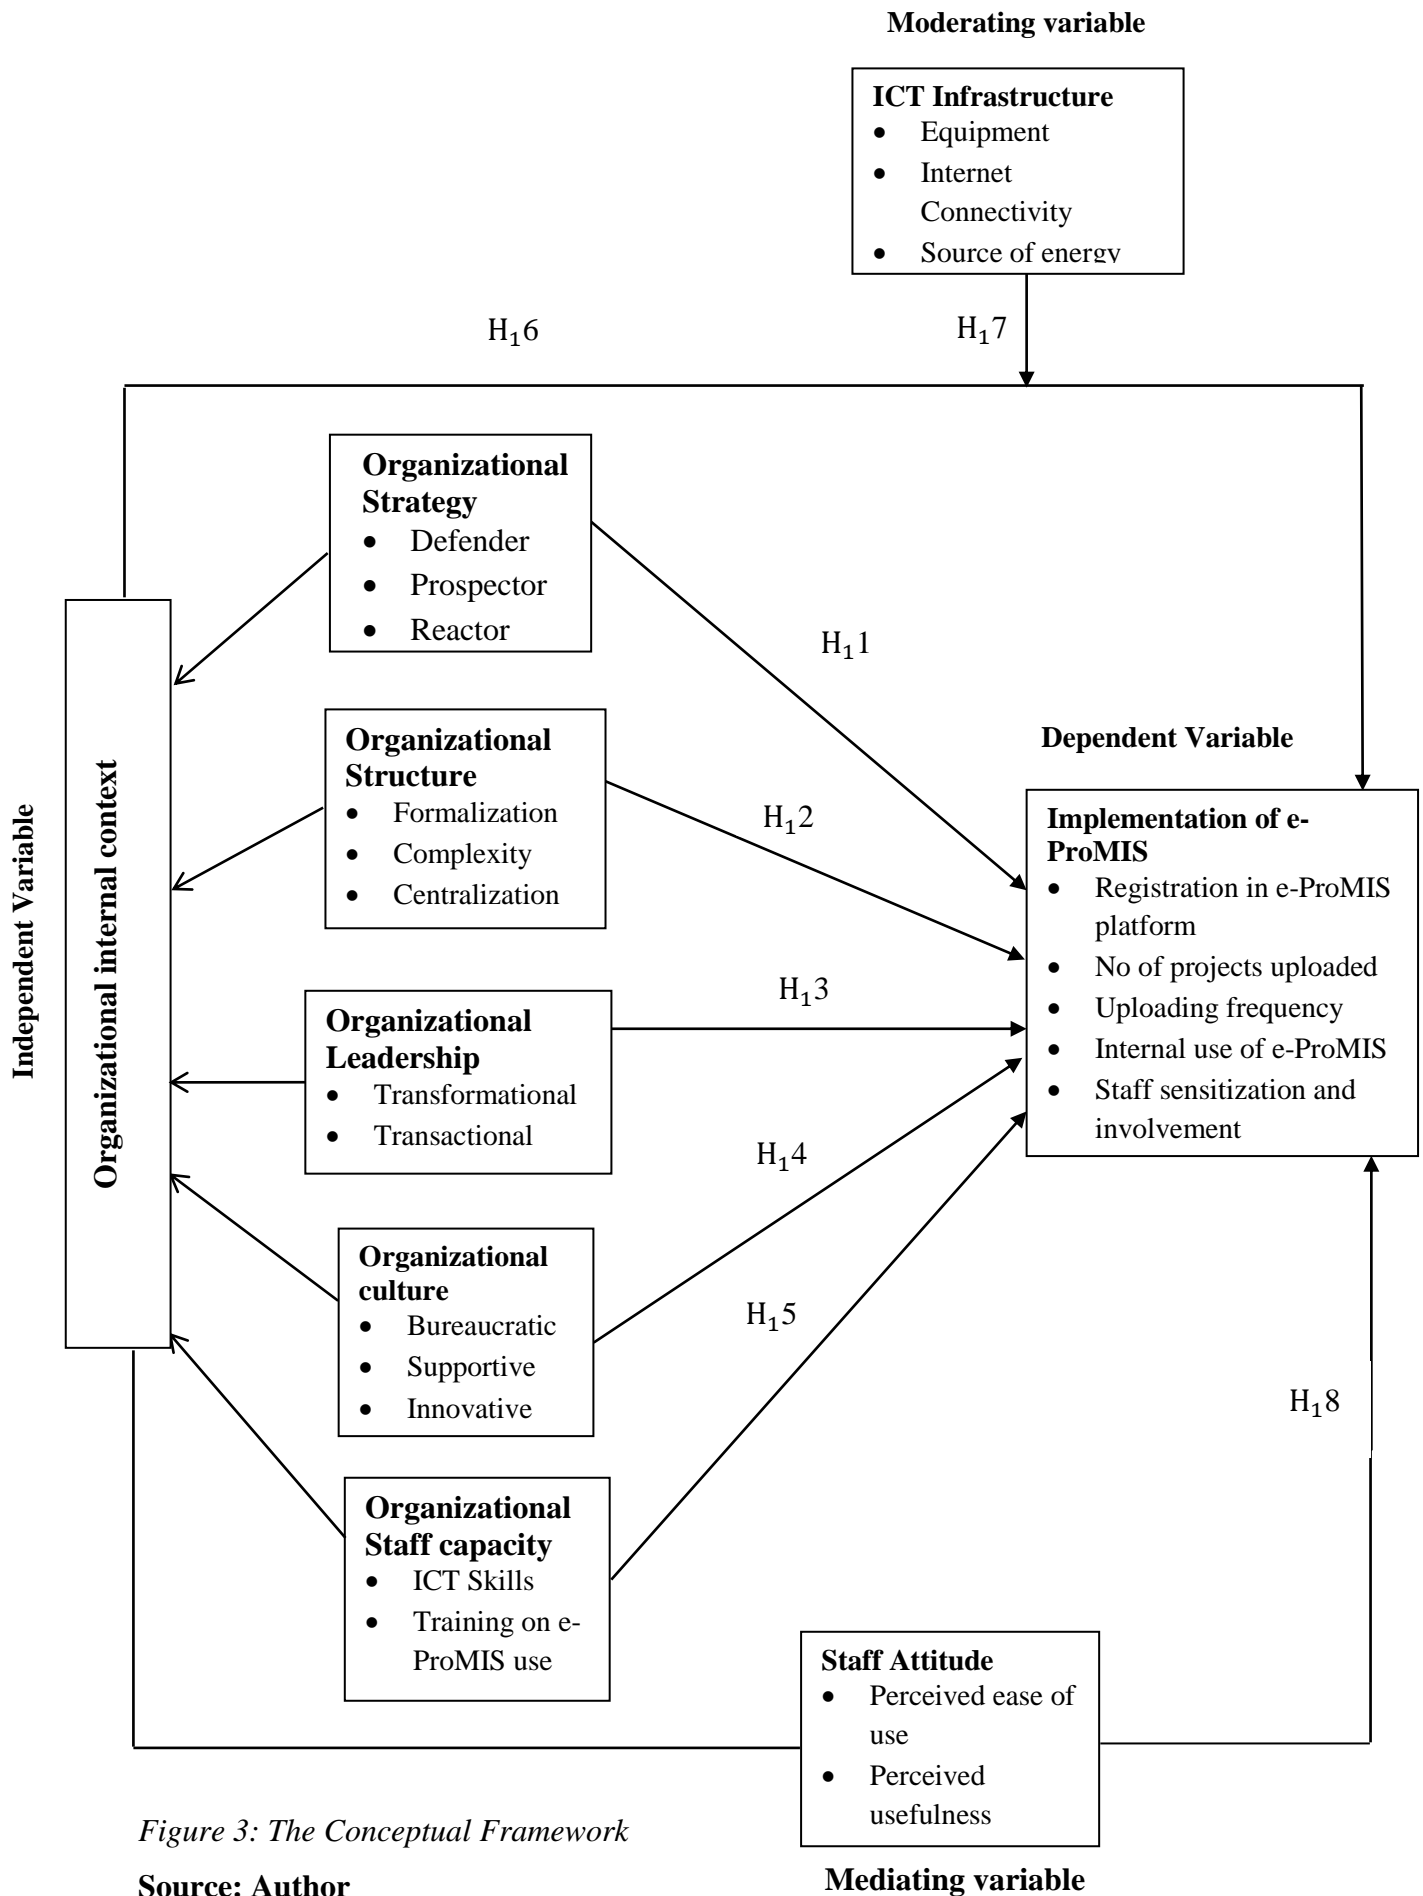 Moderating variable
ICT Infrastructure
• Equipment
• Internet
Connectivity
• Source of energy
H₁6
H₁7
Organizational
Strategy
• Defender
• Prospector
• Reactor
H₁1
Organizational
Structure
• Formalization
• Complexity
• Centralization
H₁2
Dependent Variable
Implementation of e-
ProMIS
• Registration in e-ProMIS
platform
• No of projects uploaded
• Uploading frequency
• Internal use of e-ProMIS
• Staff sensitization and
involvement
Independent Variable
Organizational internal context
Organizational
Leadership
• Transformational
• Transactional
H₁3
H₁4
Organizational
culture
• Bureaucratic
• Supportive
• Innovative
H₁5
H₁8
Organizational
Staff capacity
• ICT Skills
• Training on e-
ProMIS use
Staff Attitude
• Perceived ease of
use
• Perceived
usefulness
Figure 3: The Conceptual Framework
Source: Author
Mediating variable